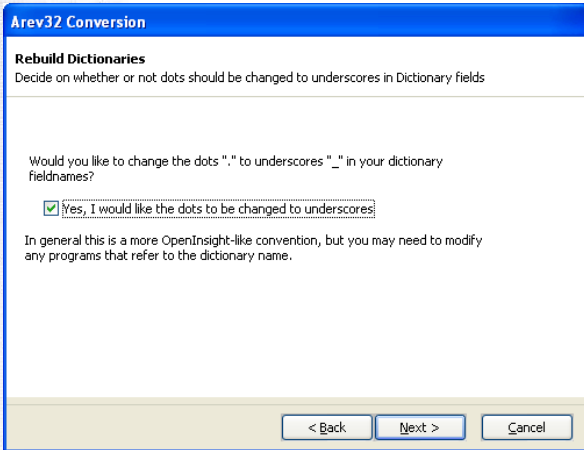 Arev32 Conversion
Rebuild Dictionaries
Decide on whether or not dots should be changed to underscores in Dictionary fields
Would you like to change the dots "." to underscores "_" in your dictionary
fieldnames?
Yes, I would like the dots to be changed to underscores
In general this is a more OpenInsight-like convention, but you may need to modify
any programs that refer to the dictionary name.
< Back Next > Cancel